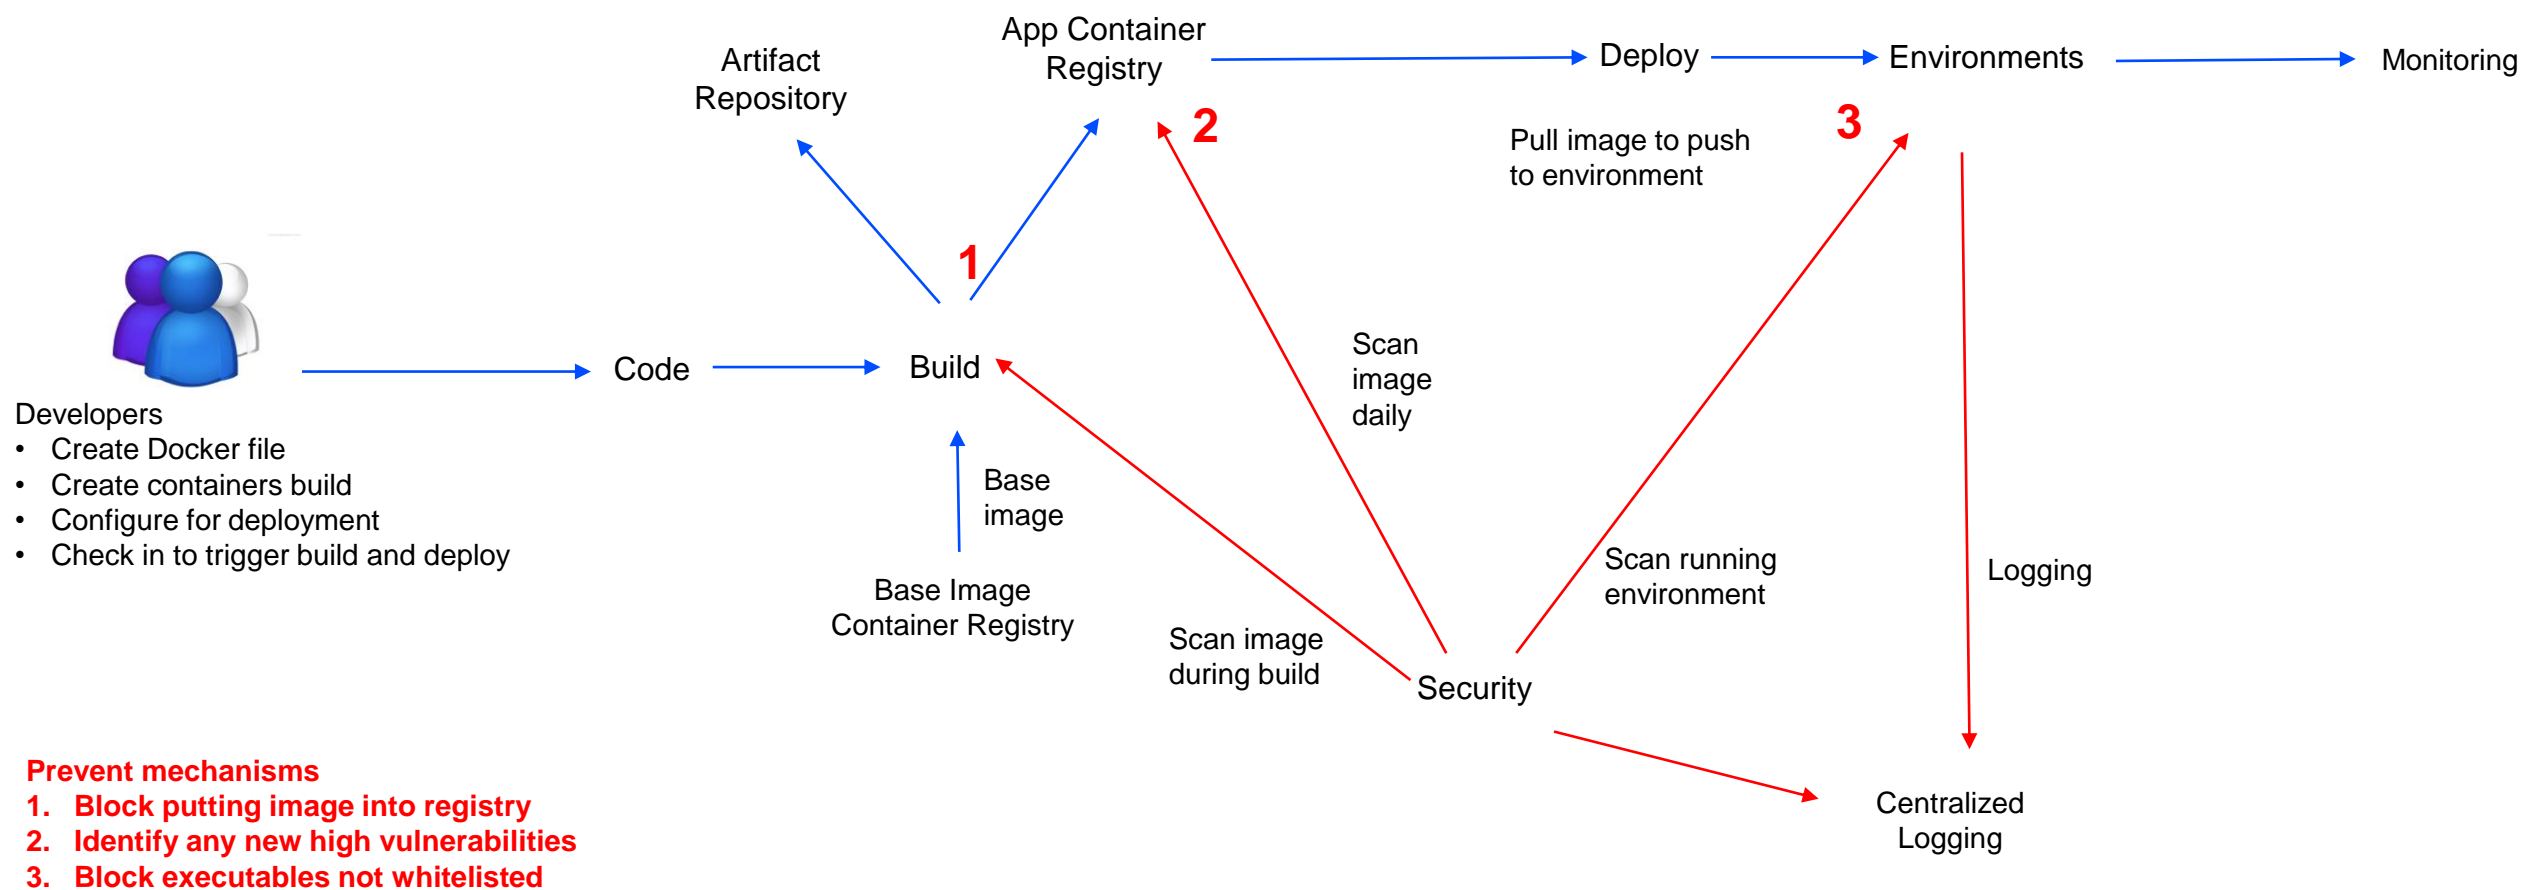 App Container
Registry
Artifact
Repository
Deploy
Environments
Monitoring
2
3
Pull image to push
to environment
1
Code
Build
Scan
image
daily
Developers
• Create Docker file
• Create containers build
• Configure for deployment
• Check in to trigger build and deploy
Base
image
Base Image
Container Registry
Scan running
environment
Logging
Scan image
during build
Security
Centralized
Logging
Prevent mechanisms
1. Block putting image into registry
2. Identify any new high vulnerabilities
3. Block executables not whitelisted